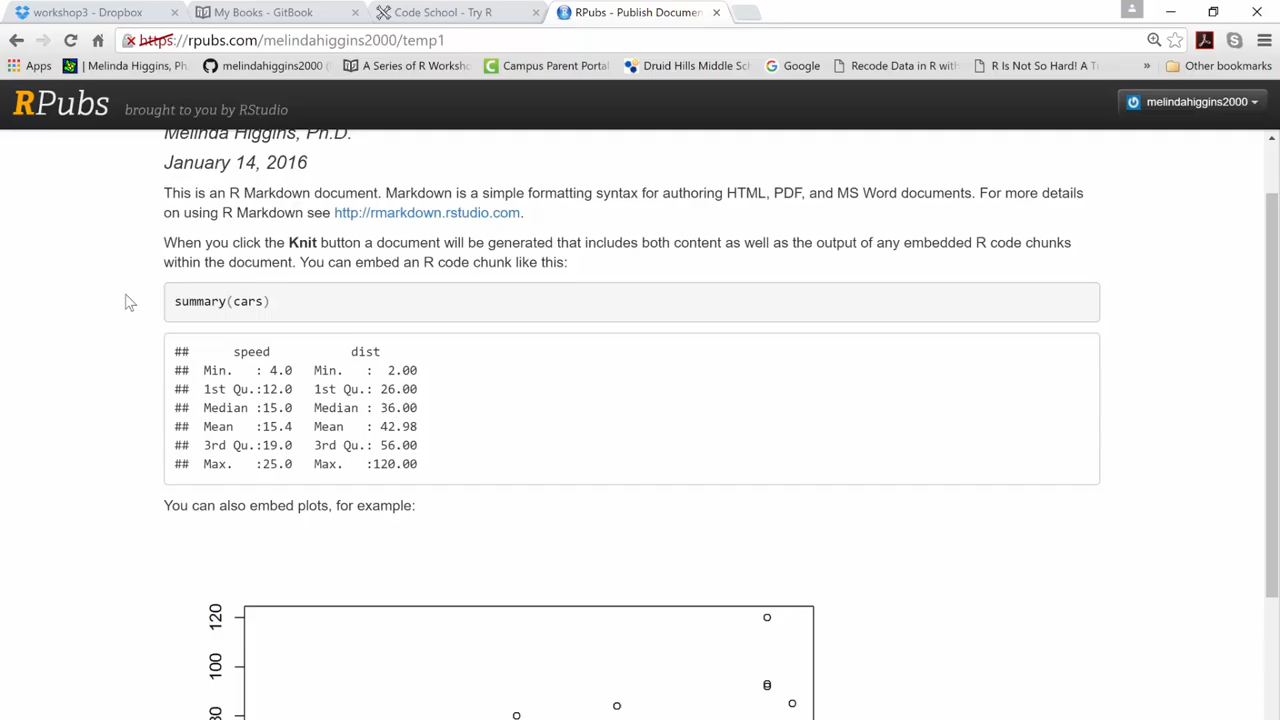 workshop3 - Dropbox
My Books - GitBook
Code School - Try R
RPubs - Publish Documen
https://rpubs.com/melindahiggins2000/temp1
Apps
| Melinda Higgins, Ph.
melindahiggins2000 (
A Series of R Worksho
Campus Parent Portal
Druid Hills Middle Sch
Google
Recode Data in R with
R Is Not So Hard! A T
»
Other bookmarks
RPubs brought to you by RStudio
melindahiggins2000
Melinda Higgins, Ph.D.
January 14, 2016
This is an R Markdown document. Markdown is a simple formatting syntax for authoring HTML, PDF, and MS Word documents. For more details
on using R Markdown see http://rmarkdown.rstudio.com.
When you click the Knit button a document will be generated that includes both content as well as the output of any embedded R code chunks
within the document. You can embed an R code chunk like this:
summary(cars)
## speed dist
## Min. : 4.0 Min. : 2.00
## 1st Qu.:12.0 1st Qu.: 26.00
## Median :15.0 Median : 36.00
## Mean :15.4 Mean : 42.98
## 3rd Qu.:19.0 3rd Qu.: 56.00
## Max. :25.0 Max. :120.00
You can also embed plots, for example:
120
100